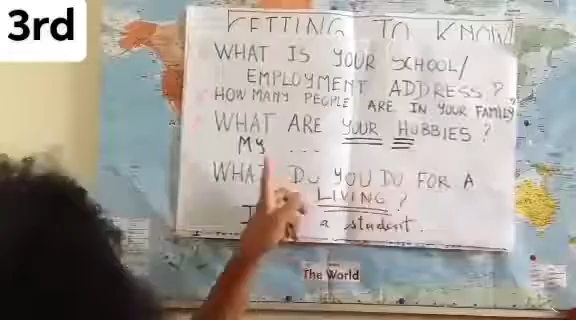 3rd
GETTING TO KNOW
WHAT IS YOUR SCHOOL/
EMPLOYMENT ADDRESS?
HOW MANY PEOPLE ARE IN YOUR FAMILY?
WHAT ARE YOUR HOBBIES?
MY ...
WHAT DO YOU DO FOR A
LIVING?
I a student.
The World